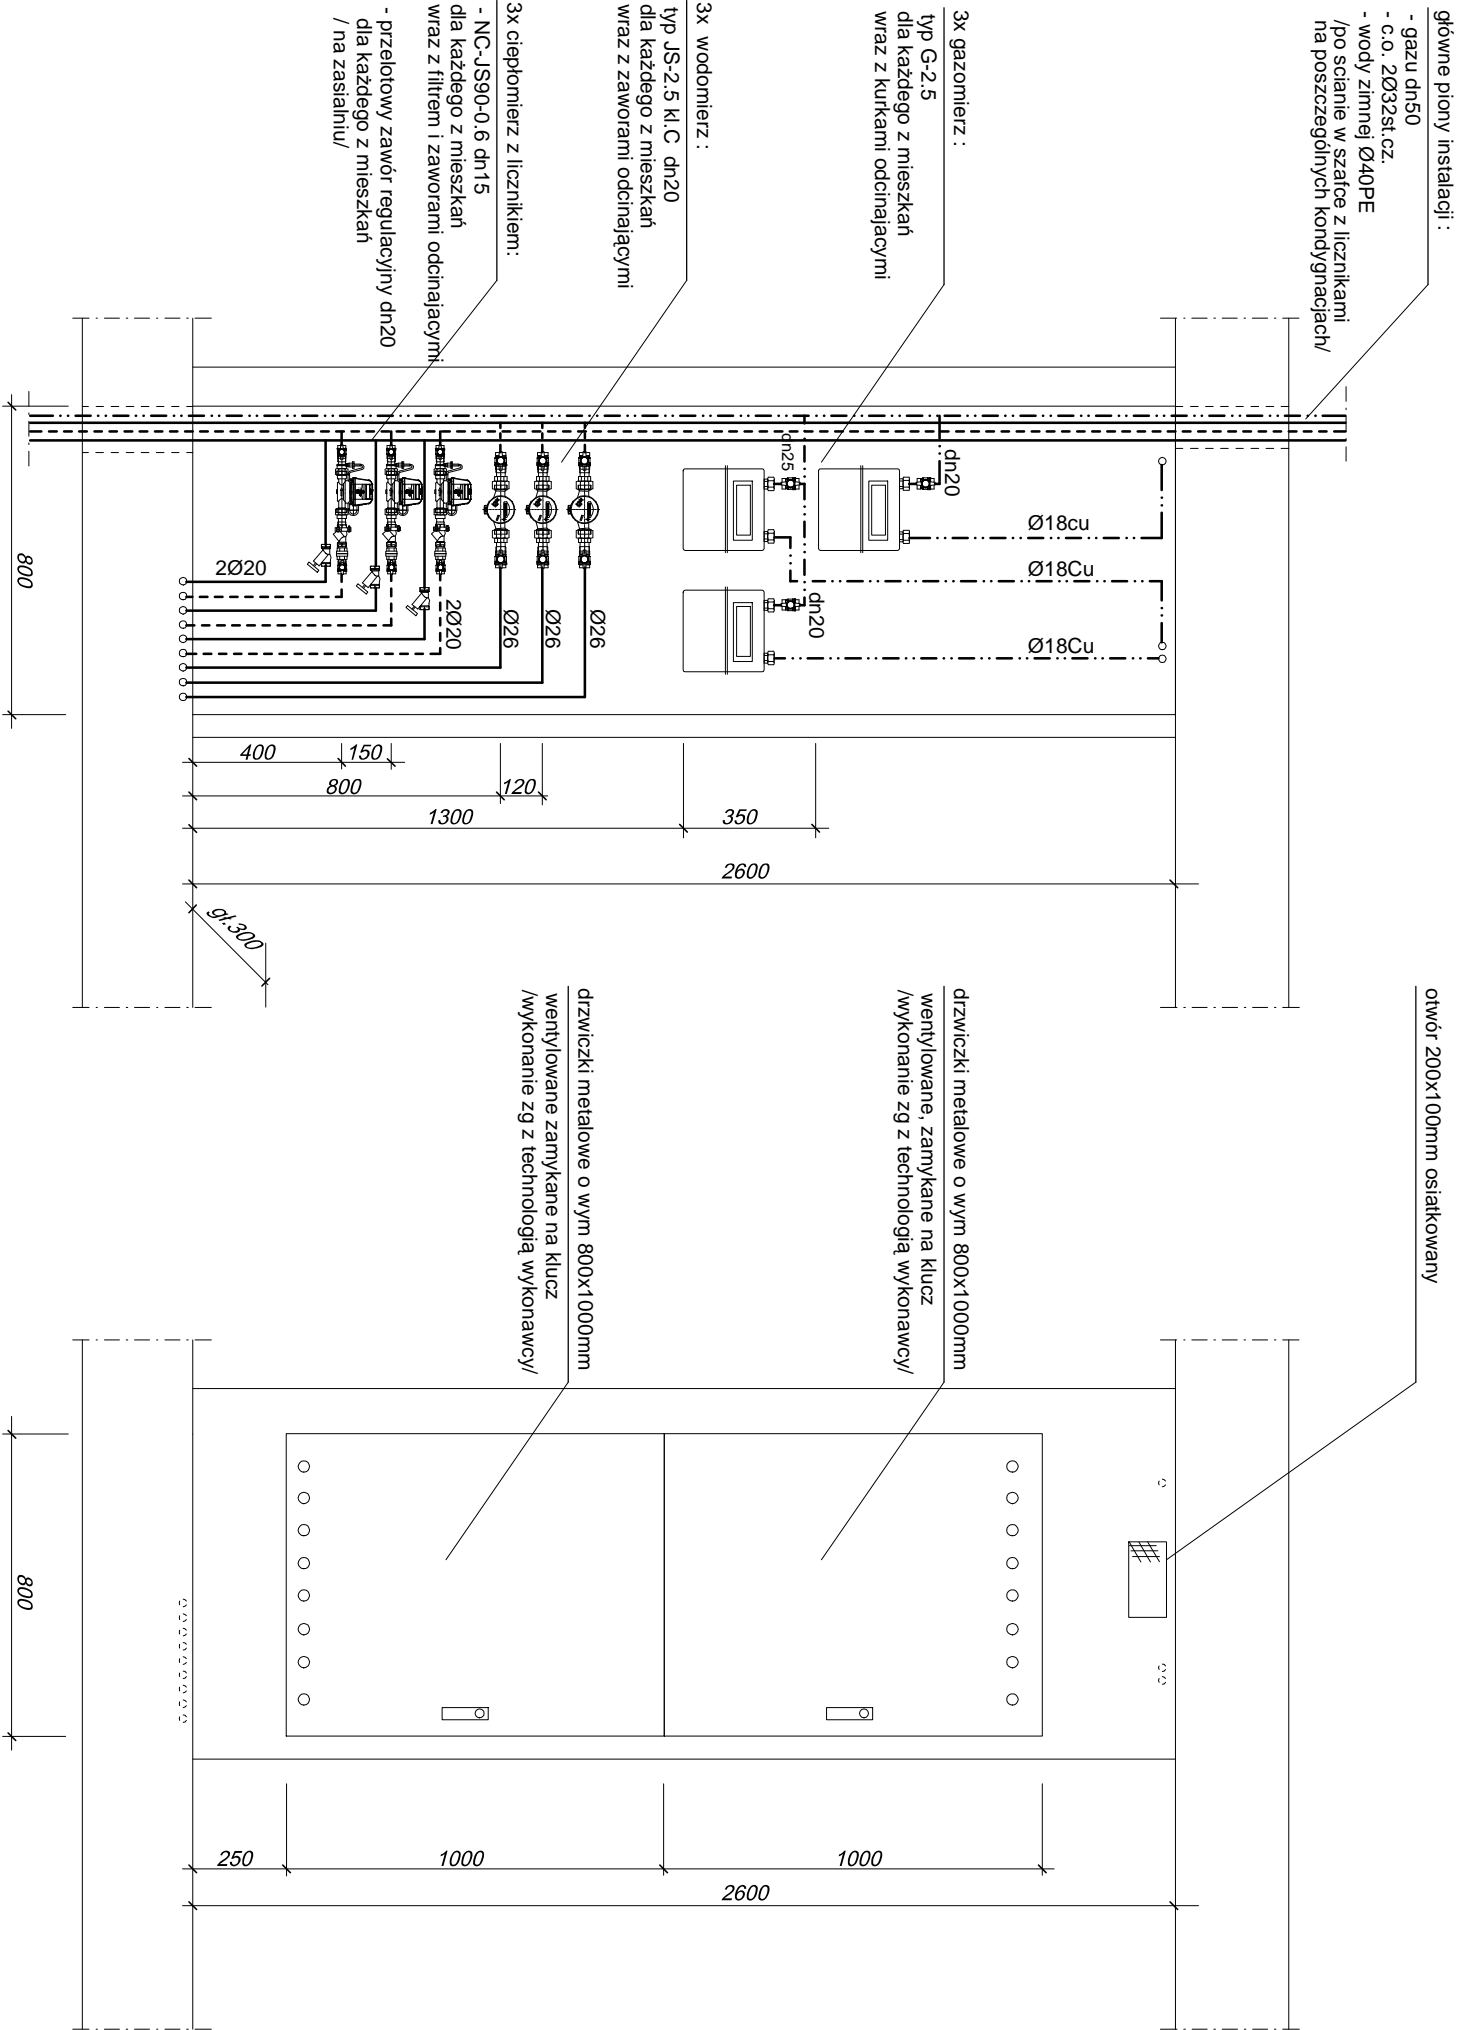 główne piony instalacji :
- gazu dn50
- c.o. 2Ø32st.cz.
- wody zimnej Ø40PE
/po scianie w szafce z licznikami
na poszczególnych kondygnacjach/
3x gazomierz :
typ G-2.5
dla każdego z mieszkań
wraz z kurkami odcinajacymi
3x wodomierz :
typ JS-2.5 kl.C dn20
dla każdego z mieszkań
wraz z zaworami odcinającymi
3x ciepłomierz z licznikiem:
- NC-JS90-0.6 dn15
dla każdego z mieszkań
wraz z filtrem i zaworami odcinajacymi
- przelotowy zawór regulacyjny dn20
dla każdego z mieszkań
/ na zasialniu/
dn20
dn25
dn20
Ø18cu
Ø18Cu
Ø18Cu
Ø26
Ø26
Ø26
2Ø20
2Ø20
800
400
150
800
120
1300
350
2600
gł.300
otwór 200x100mm osiatkowany
drzwiczki metalowe o wym 800x1000mm
wentylowane, zamykane na klucz
/wykonanie zg z technologią wykonawcy/
drzwiczki metalowe o wym 800x1000mm
wentylowane zamykane na klucz
/wykonanie zg z technologią wykonawcy/
800
250
1000
1000
2600